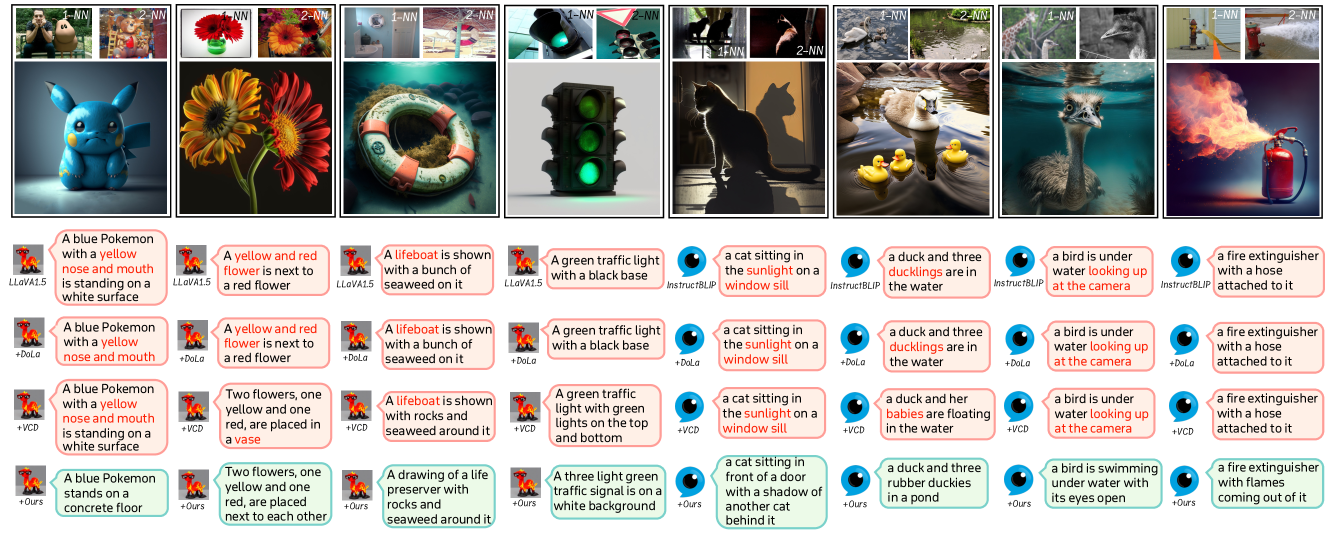 1-NN 2-NN
1-NN 2-NN
1-NN 2-NN
1-NN 2-NN
1-NN 2-NN
1-NN 2-NN
1-NN 2-NN
1-NN 2-NN
LLaVA1.5
A blue Pokemon
with a yellow
nose and mouth
is standing on a
white surface
LLaVA1.5
A yellow and red
flower is next to
a red flower
LLaVA1.5
A lifeboat is shown
with a bunch of
seaweed on it
LLaVA1.5
A green traffic light
with a black base
InstructBLIP
a cat sitting in
the sunlight on a
window sill
InstructBLIP
a duck and three
ducklings are in
the water
InstructBLIP
a bird is under
water looking up
at the camera
InstructBLIP
a fire extinguisher
with a hose
attached to it
+DoLa
A blue Pokemon
with a yellow
nose and mouth
+DoLa
A yellow and red
flower is next to
a red flower
+DoLa
A lifeboat is shown
with a bunch of
seaweed on it
+DoLa
A green traffic light
with a black base
+DoLa
a cat sitting in
the sunlight on a
window sill
+DoLa
a duck and three
ducklings are in
the water
+DoLa
a bird is under
water looking up
at the camera
+DoLa
a fire extinguisher
with a hose
attached to it
+VCD
A blue Pokemon
with a yellow
nose and mouth
is standing on a
white surface
+VCD
Two flowers, one
yellow and one
red, are placed in
a vase
+VCD
A lifeboat is shown
with rocks and
seaweed around it
+VCD
A green traffic
light with green
lights on the top
and bottom
+VCD
a cat sitting in
the sunlight on a
window sill
+VCD
a duck and her
babies are floating
in the water
+VCD
a bird is under
water looking up
at the camera
+VCD
a fire extinguisher
with a hose
attached to it
+Ours
A blue Pokemon
stands on a
concrete floor
+Ours
Two flowers, one
yellow and one
red, are placed
next to each other
+Ours
A drawing of a life
preserver with
rocks and
seaweed around it
+Ours
A three light green
traffic signal is on a
white background
+Ours
a cat sitting in
front of a door
with a shadow of
another cat
behind it
+Ours
a duck and three
rubber duckies
in a pond
+Ours
a bird is swimming
under water with
its eyes open
+Ours
a fire extinguisher
with flames
coming out of it